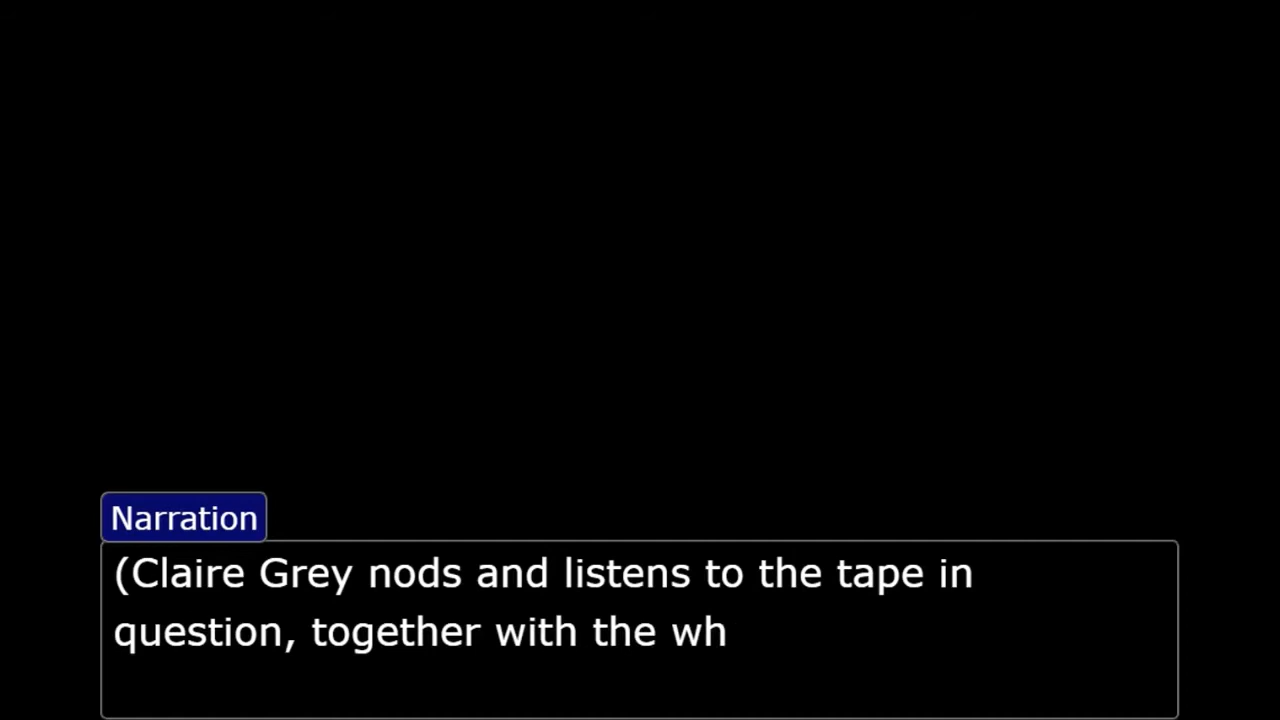 Narration
(Claire Grey nods and listens to the tape in
question, together with the wh